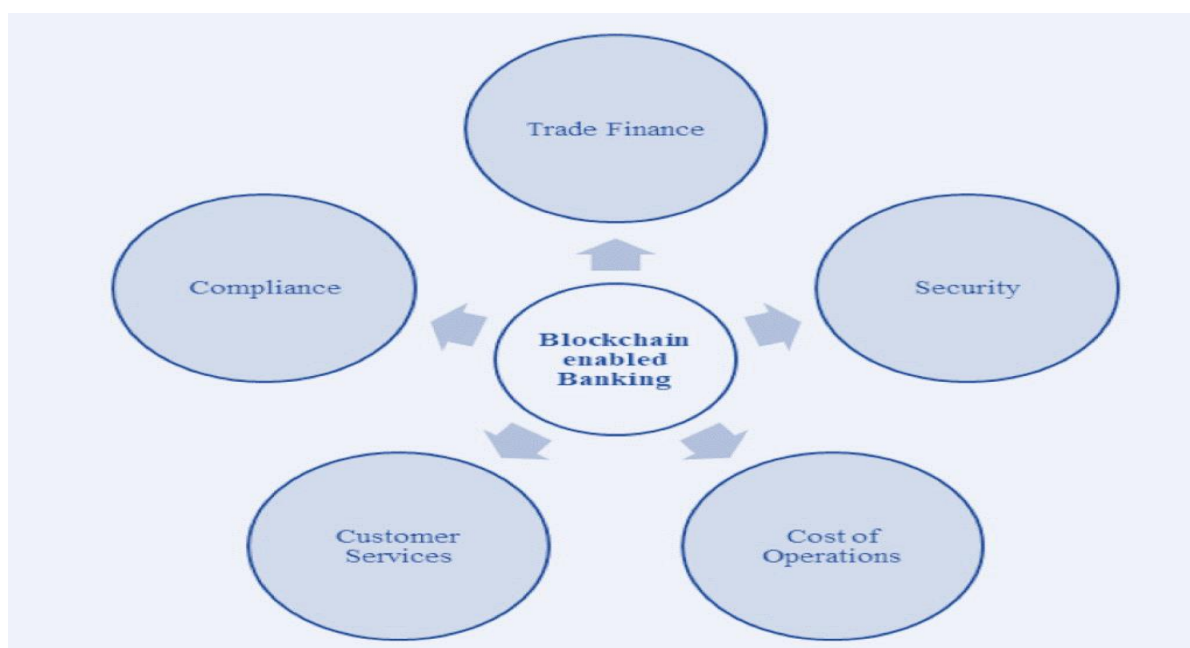 Trade Finance
Compliance
Security
Blockchain
enabled
Banking
Customer
Services
Cost of
Operations